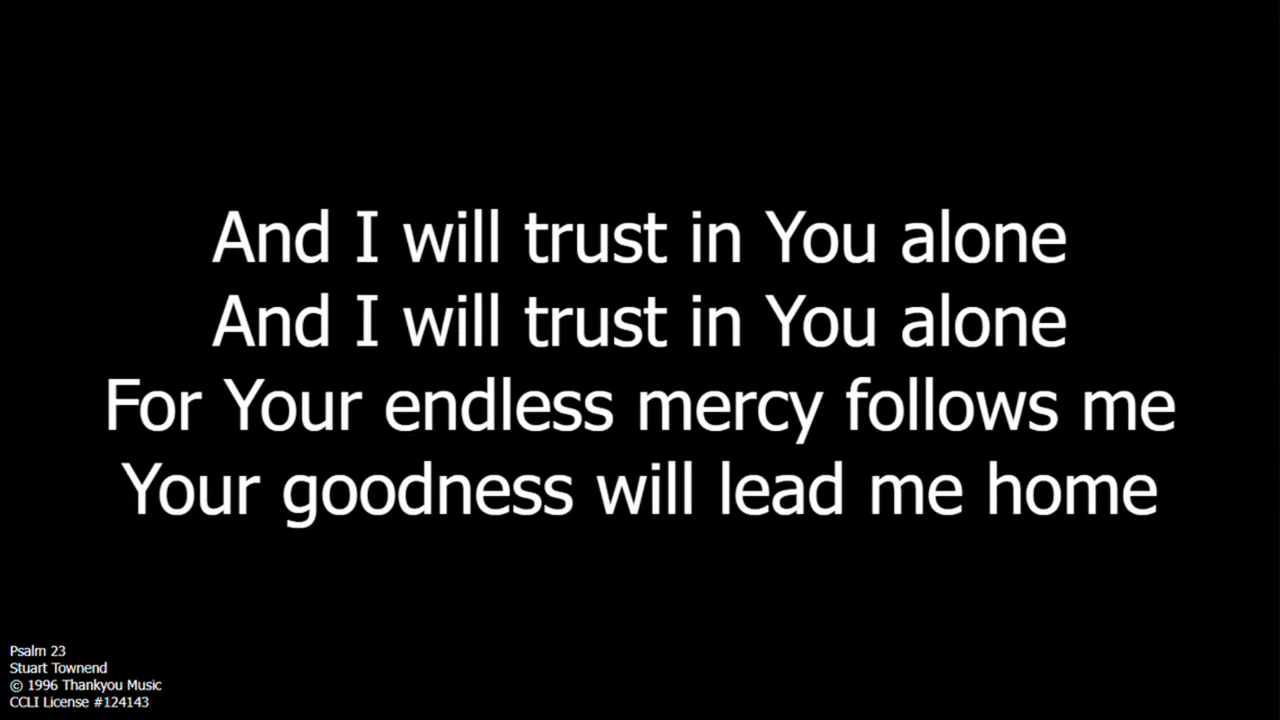 And I will trust in You alone
And I will trust in You alone
For Your endless mercy follows me
Your goodness will lead me home
Psalm 23
Stuart Townend
© 1996 Thankyou Music
CCLI License #124143